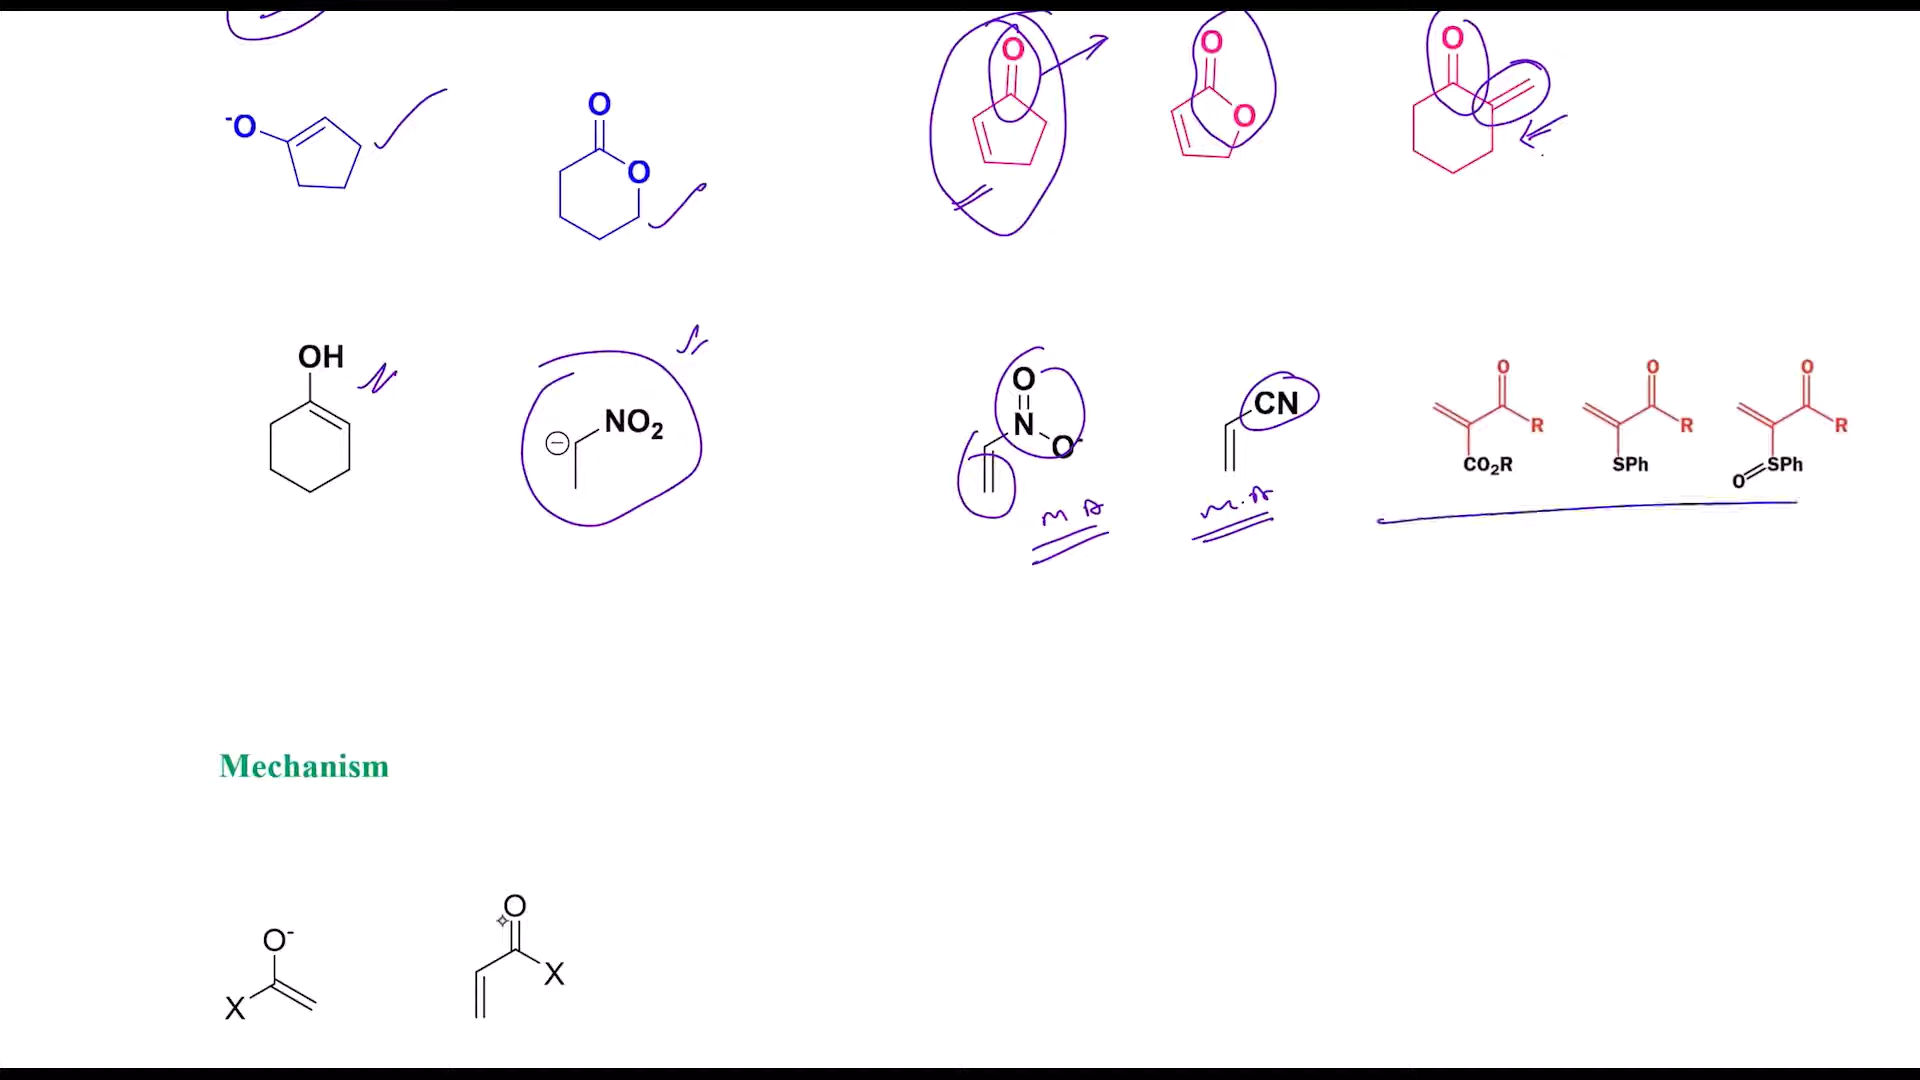 O
O
O
O
⁻O
O
O
O
OH
N
NO₂
⊖
O
N
O⁻
CN
M A
M.A
O
R
CO₂R
O
R
SPh
O
R
O
SPh
Mechanism
O⁻
X
O
X